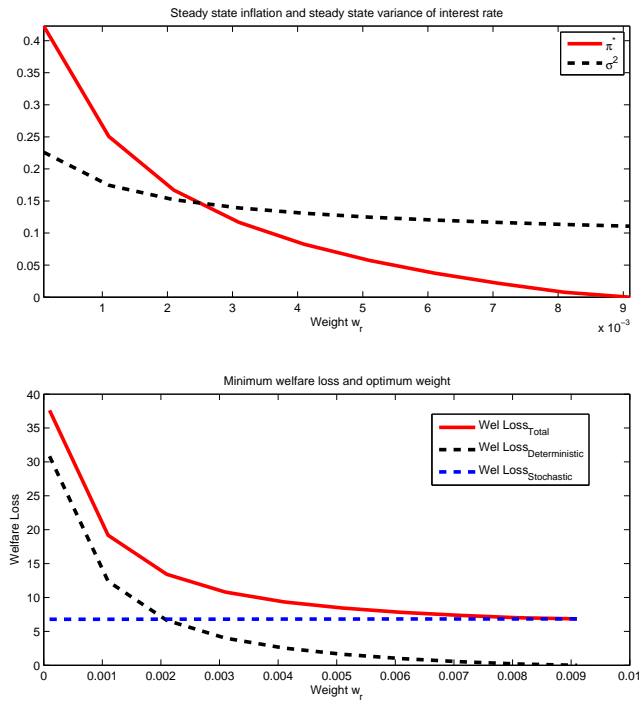 Steady state inflation and steady state variance of interest rate
π*
σ²
0.4
0.35
0.3
0.25
0.2
0.15
0.1
0.05
0
1 2 3 4 5 6 7 8 9
Weight w_r
x 10⁻³
Minimum welfare loss and optimum weight
Wel Loss_Total
Wel Loss_Deterministic
Wel Loss_Stochastic
Welfare Loss
40
35
30
25
20
15
10
5
0
0 0.001 0.002 0.003 0.004 0.005 0.006 0.007 0.008 0.009 0.01
Weight w_r